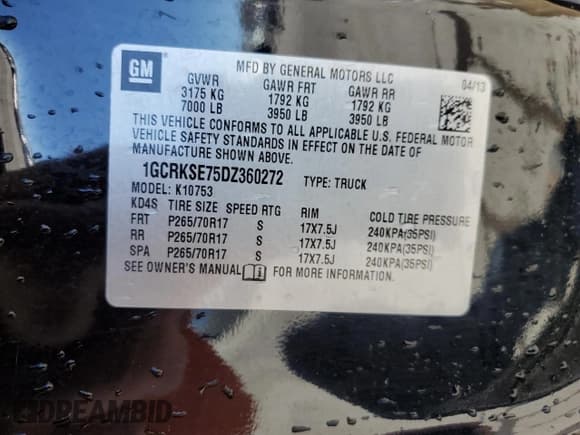 GM
MFD BY GENERAL MOTORS LLC
04/13
GVWR GAWR FRT GAWR RR
3175 KG 1792 KG 1792 KG
7000 LB 3950 LB 3950 LB
THIS VEHICLE CONFORMS TO ALL APPLICABLE U.S. FEDERAL MOTOR
VEHICLE SAFETY STANDARDS IN EFFECT ON THE DATE OF
MANUFACTURE SHOWN ABOVE.
1GCRKSE75DZ360272 TYPE: TRUCK
MODEL: K10753
KD4S TIRE SIZE SPEED RTG RIM COLD TIRE PRESSURE
FRT P265/70R17 S 17X7.5J 240KPA(35PSI)
RR P265/70R17 S 17X7.5J 240KPA(35PSI)
SPA P265/70R17 S 17X7.5J 240KPA(35PSI)
SEE OWNER'S MANUAL FOR MORE INFORMATION.
DREAMBID